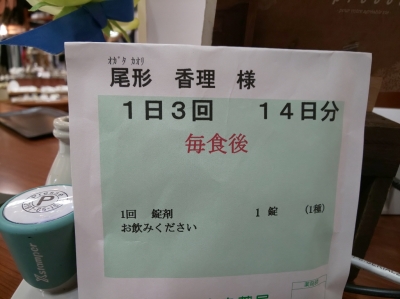 オガタ カオリ
尾形 香理 様
1日3回 14日分
毎食後
1回 錠剤 1 錠 (1種)
お飲みください
P